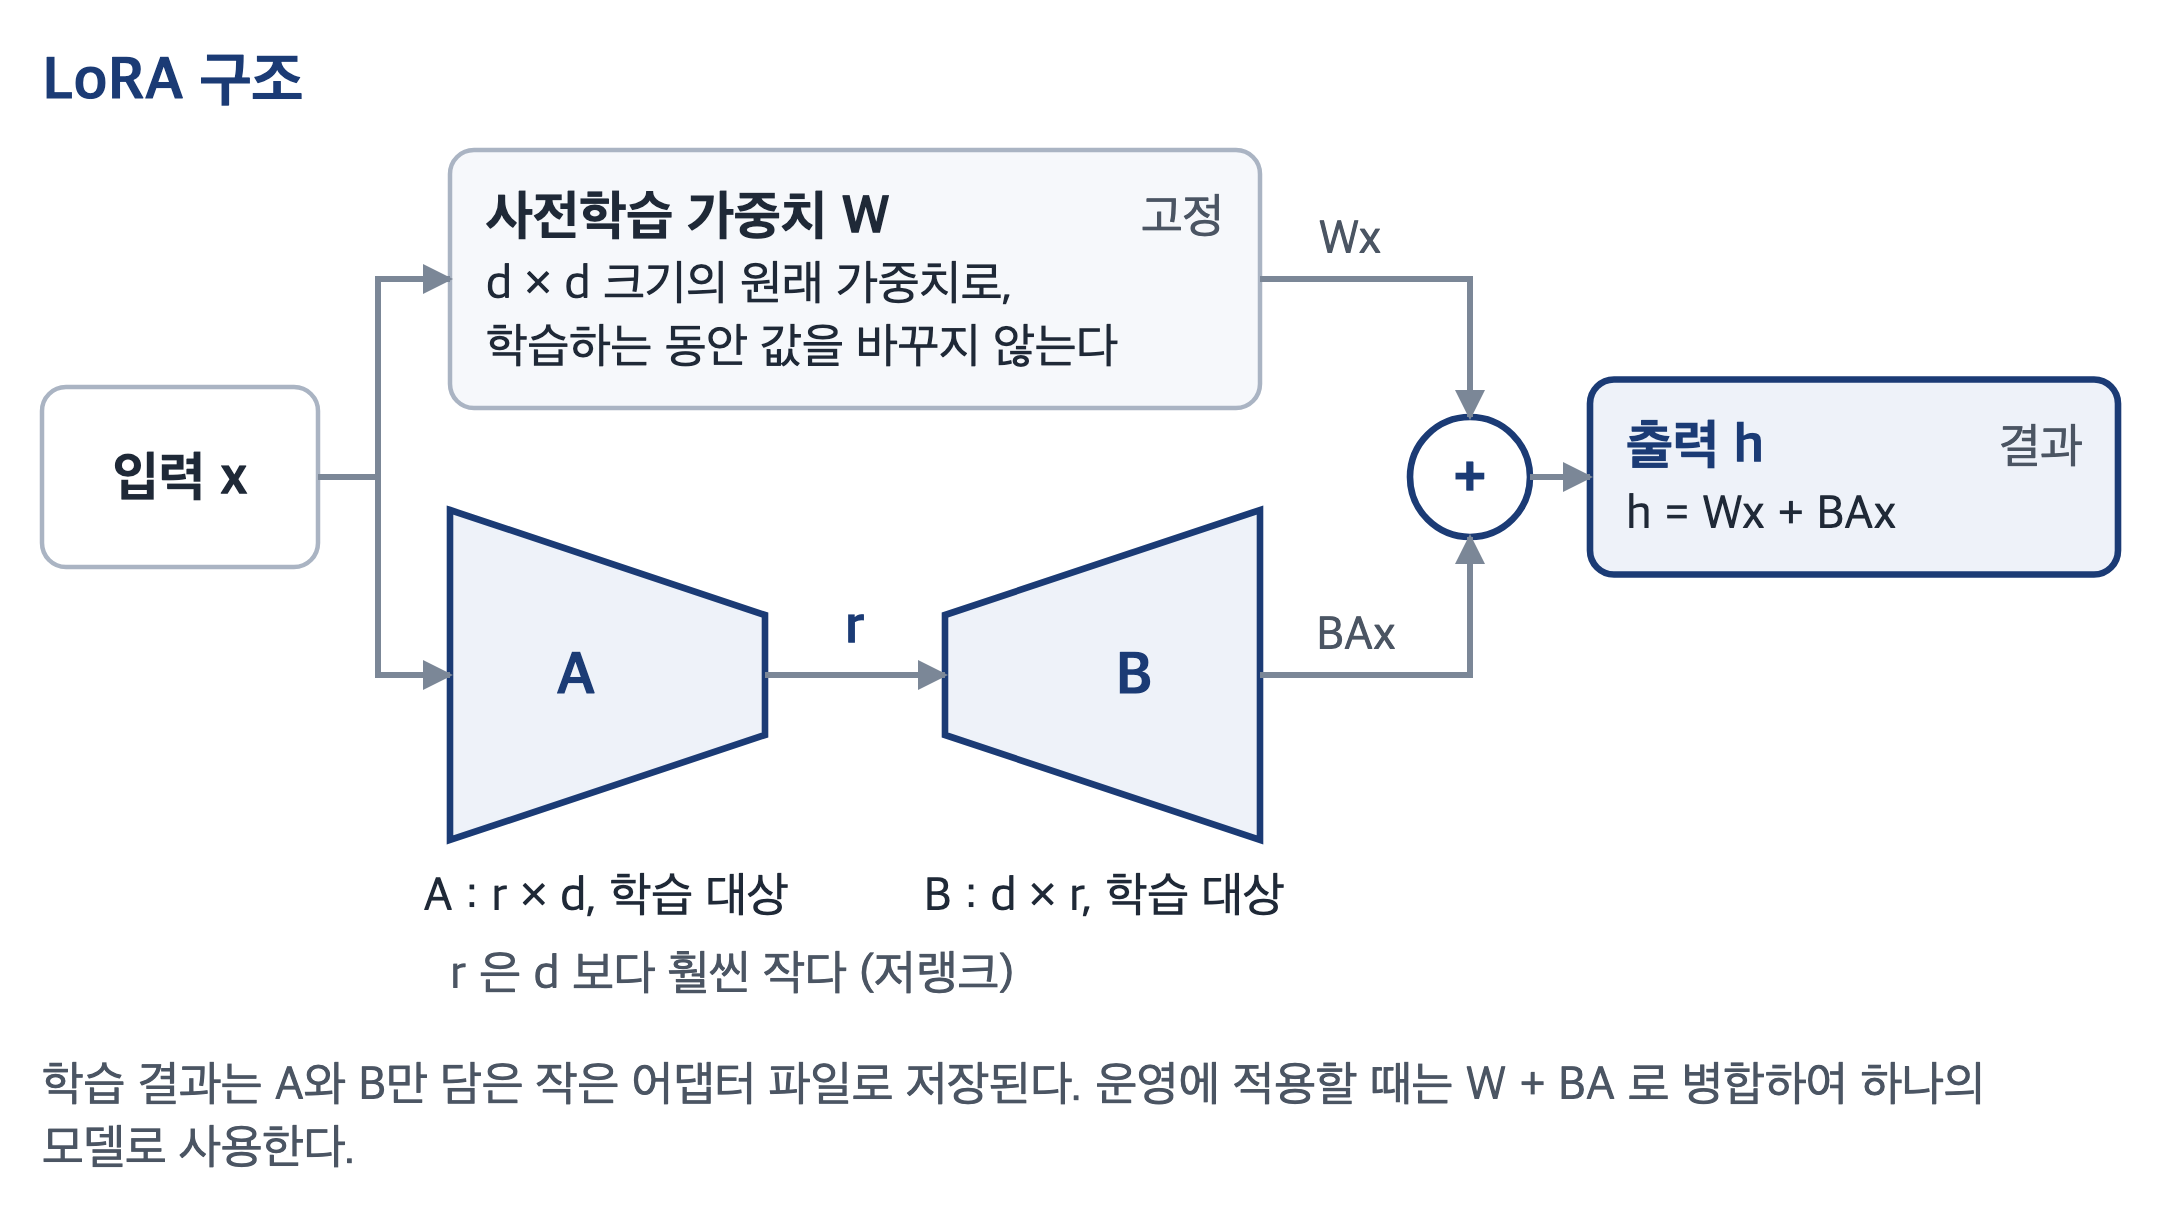 LoRA 구조
사전학습 가중치 W
고정
d × d 크기의 원래 가중치로,
학습하는 동안 값을 바꾸지 않는다
Wx
입력 x
+
출력 h
결과
h = Wx + BAx
A
r
B
BAx
A : r × d, 학습 대상
B : d × r, 학습 대상
r 은 d 보다 훨씬 작다 (저랭크)
학습 결과는 A와 B만 담은 작은 어댑터 파일로 저장된다. 운영에 적용할 때는 W + BA 로 병합하여 하나의
모델로 사용한다.